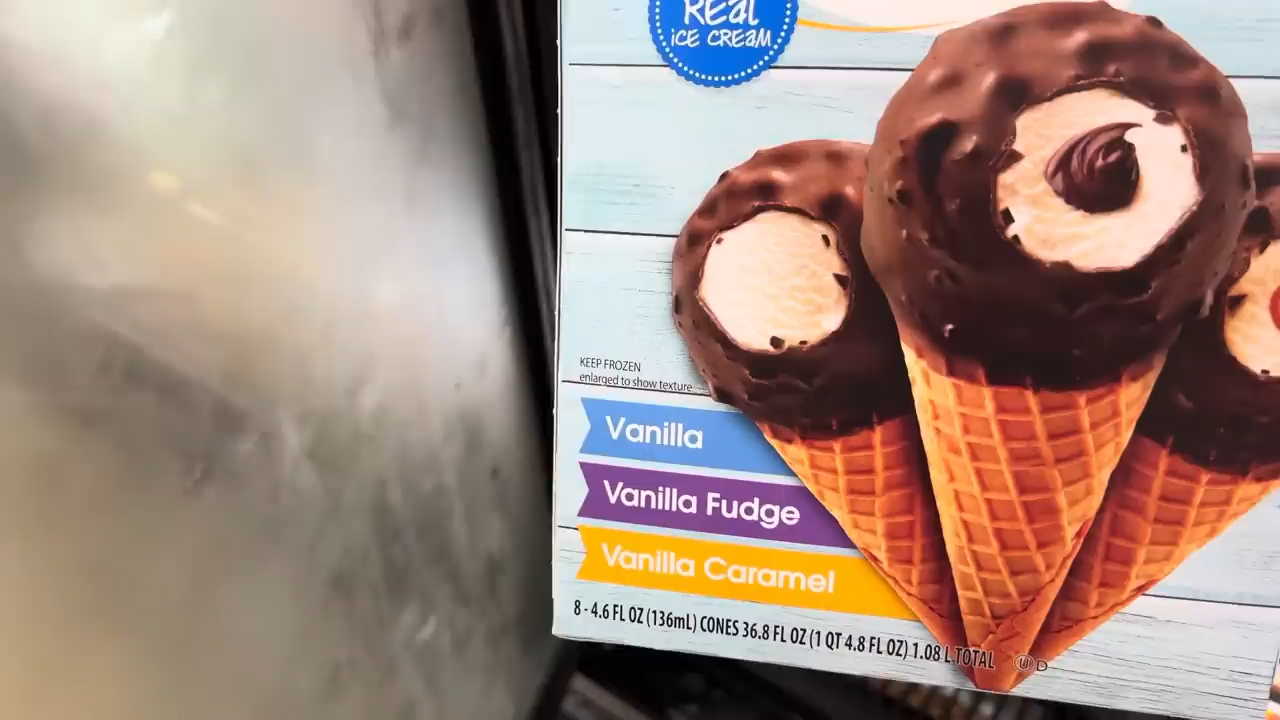 Real
ICE CREAM
KEEP FROZEN
enlarged to show texture
Vanilla
Vanilla Fudge
Vanilla Caramel
8 - 4.6 FL OZ (136mL) CONES 36.8 FL OZ (1 QT 4.8 FL OZ) 1.08 L TOTAL
U D